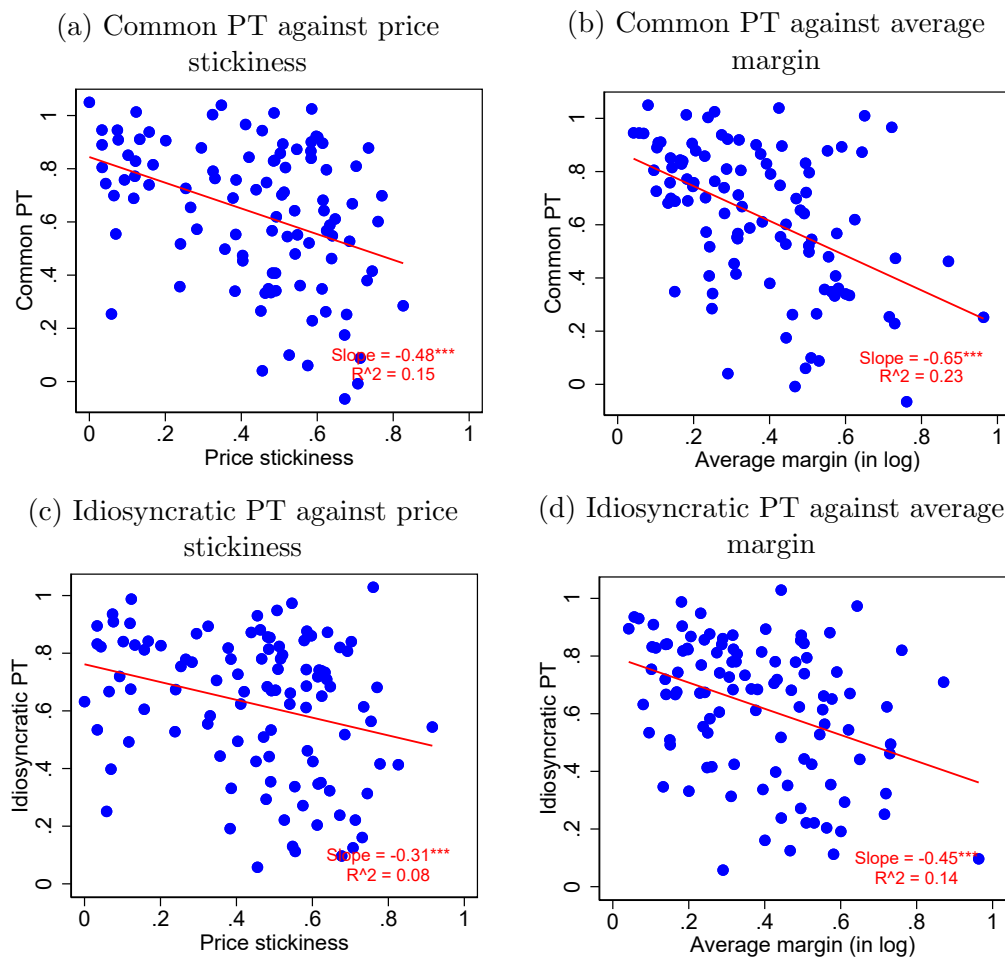 (a) Common PT against price
stickiness
Common PT
1
.8
.6
.4
.2
0
Slope = -0.48***
R^2 = 0.15
0 .2 .4 .6 .8 1
Price stickiness
(b) Common PT against average
margin
Common PT
1
.8
.6
.4
.2
0
Slope = -0.65***
R^2 = 0.23
0 .2 .4 .6 .8 1
Average margin (in log)
(c) Idiosyncratic PT against price
stickiness
Idiosyncratic PT
1
.8
.6
.4
.2
0
Slope = -0.31***
R^2 = 0.08
0 .2 .4 .6 .8 1
Price stickiness
(d) Idiosyncratic PT against average
margin
Idiosyncratic PT
1
.8
.6
.4
.2
0
Slope = -0.45***
R^2 = 0.14
0 .2 .4 .6 .8 1
Average margin (in log)